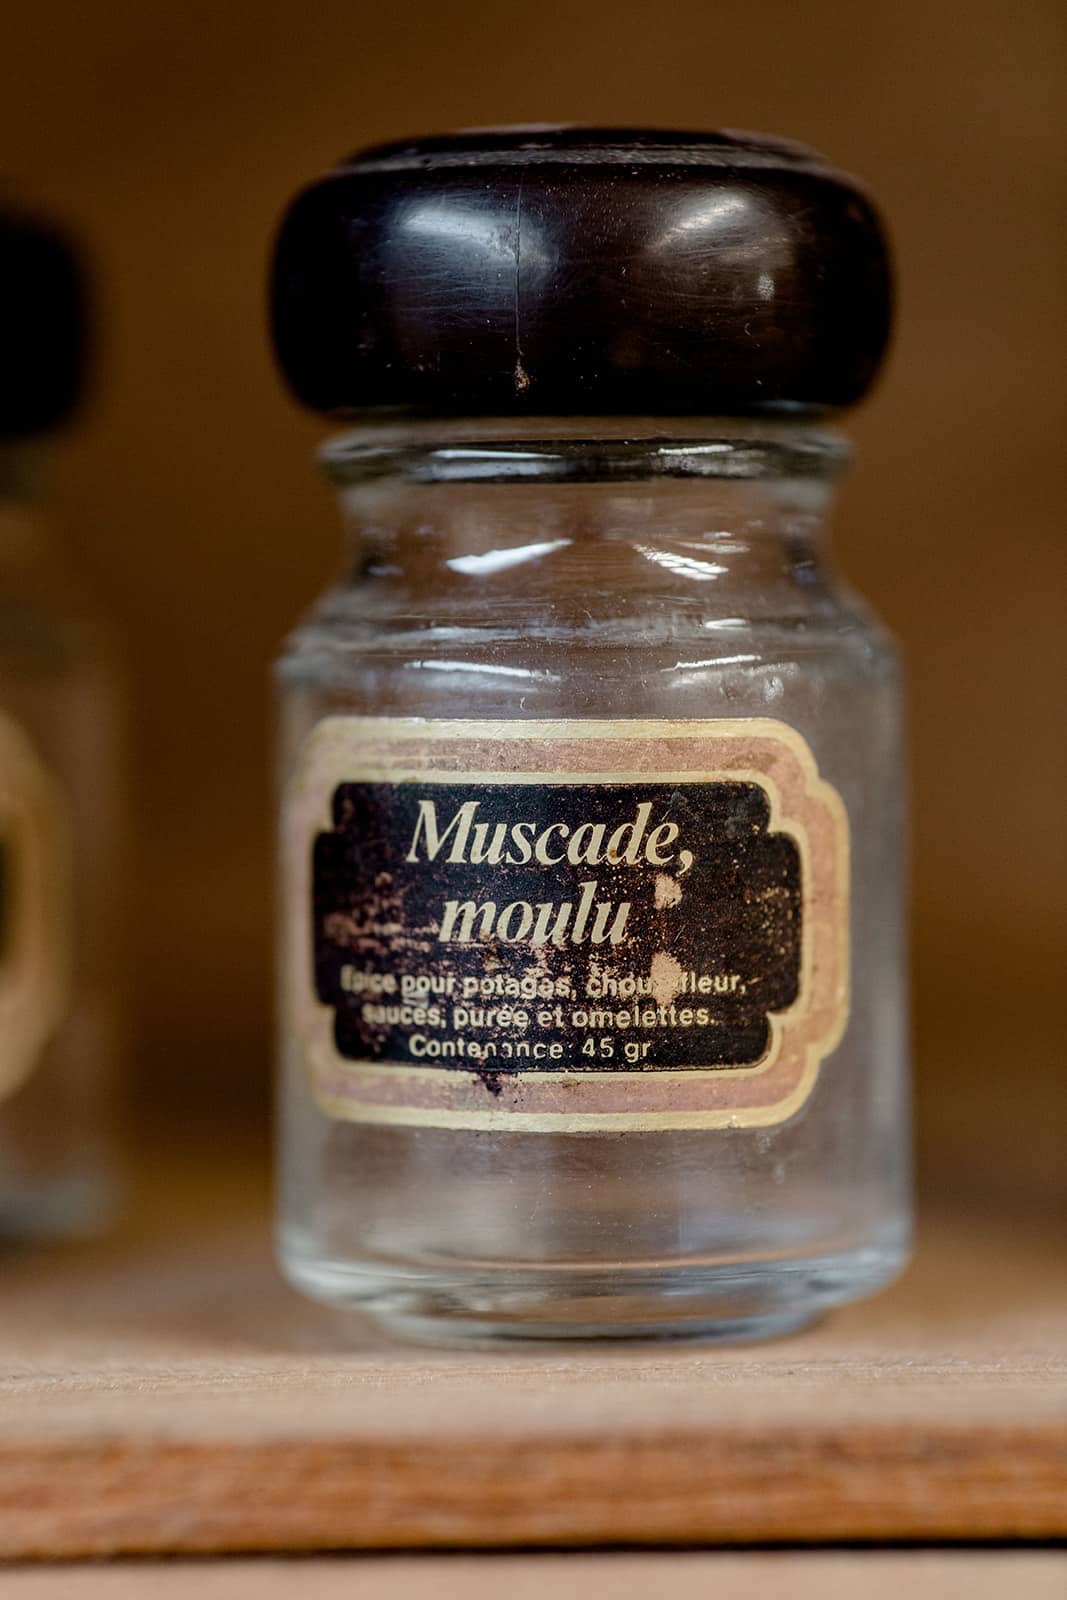 Muscade,
moulu
Epice pour potages, chou-fleur,
sauces, purée et omelettes.
Contenance: 45 gr